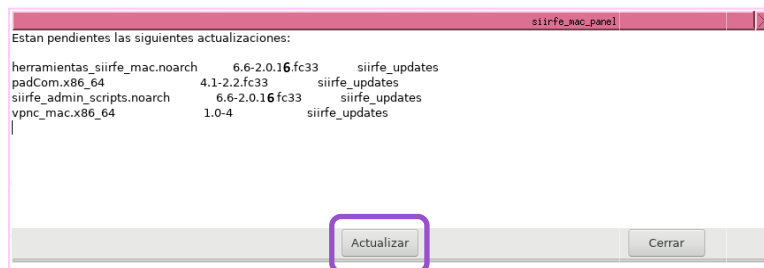 siirfe_mac_panel
Estan pendientes las siguientes actualizaciones:
herramientas_siirfe_mac.noarch 6.6-2.0.16.fc33 siirfe_updates
padCom.x86_64 4.1-2.2.fc33 siirfe_updates
siirfe_admin_scripts.noarch 6.6-2.0.16 fc33 siirfe_updates
vpnc_mac.x86_64 1.0-4 siirfe_updates
Actualizar Cerrar